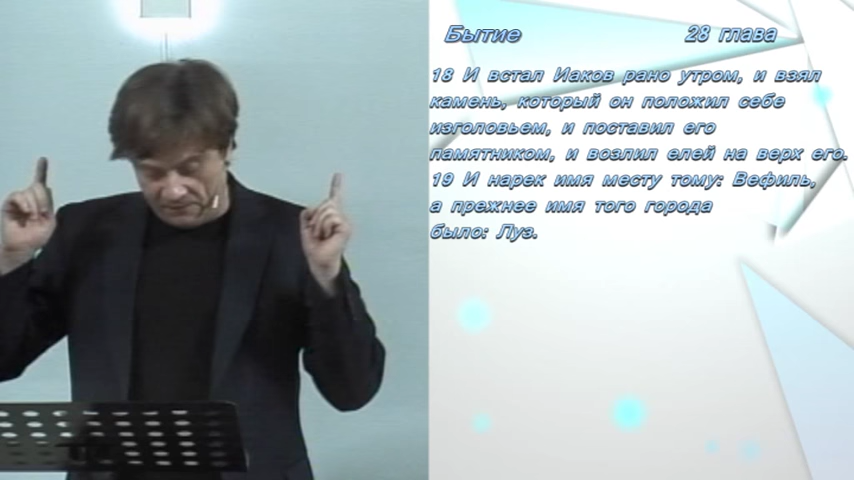 Бытие 28 глава
18 И встал Иаков рано утром, и взял
камень, который он положил себе
изголовьем, и поставил его
памятником, и возлил елей на верх его.
19 И нарек имя месту тому: Вефиль,
а прежнее имя того города
было: Луз.